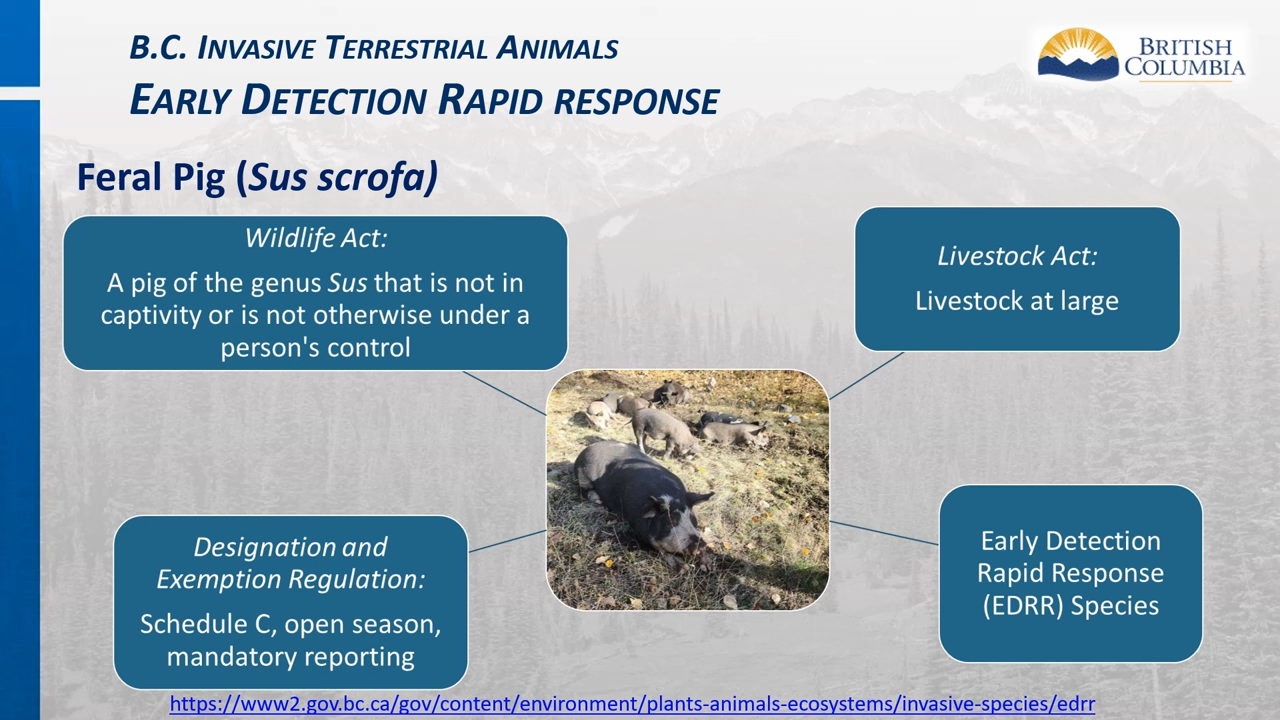 B.C. INVASIVE TERRESTRIAL ANIMALS
EARLY DETECTION RAPID RESPONSE
BRITISH
COLUMBIA
Feral Pig (Sus scrofa)
Wildlife Act:
A pig of the genus Sus that is not in
captivity or is not otherwise under a
person's control
Livestock Act:
Livestock at large
Designation and
Exemption Regulation:
Schedule C, open season,
mandatory reporting
Early Detection
Rapid Response
(EDRR) Species
https://www2.gov.bc.ca/gov/content/environment/plants-animals-ecosystems/invasive-species/edrr